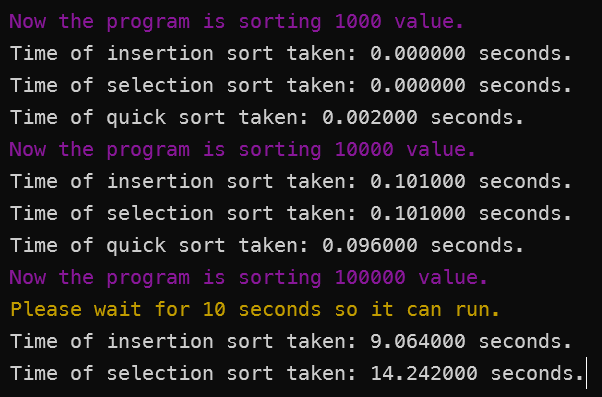 Now the program is sorting 1000 value.
Time of insertion sort taken: 0.000000 seconds.
Time of selection sort taken: 0.000000 seconds.
Time of quick sort taken: 0.002000 seconds.
Now the program is sorting 10000 value.
Time of insertion sort taken: 0.101000 seconds.
Time of selection sort taken: 0.101000 seconds.
Time of quick sort taken: 0.096000 seconds.
Now the program is sorting 100000 value.
Please wait for 10 seconds so it can run.
Time of insertion sort taken: 9.064000 seconds.
Time of selection sort taken: 14.242000 seconds.